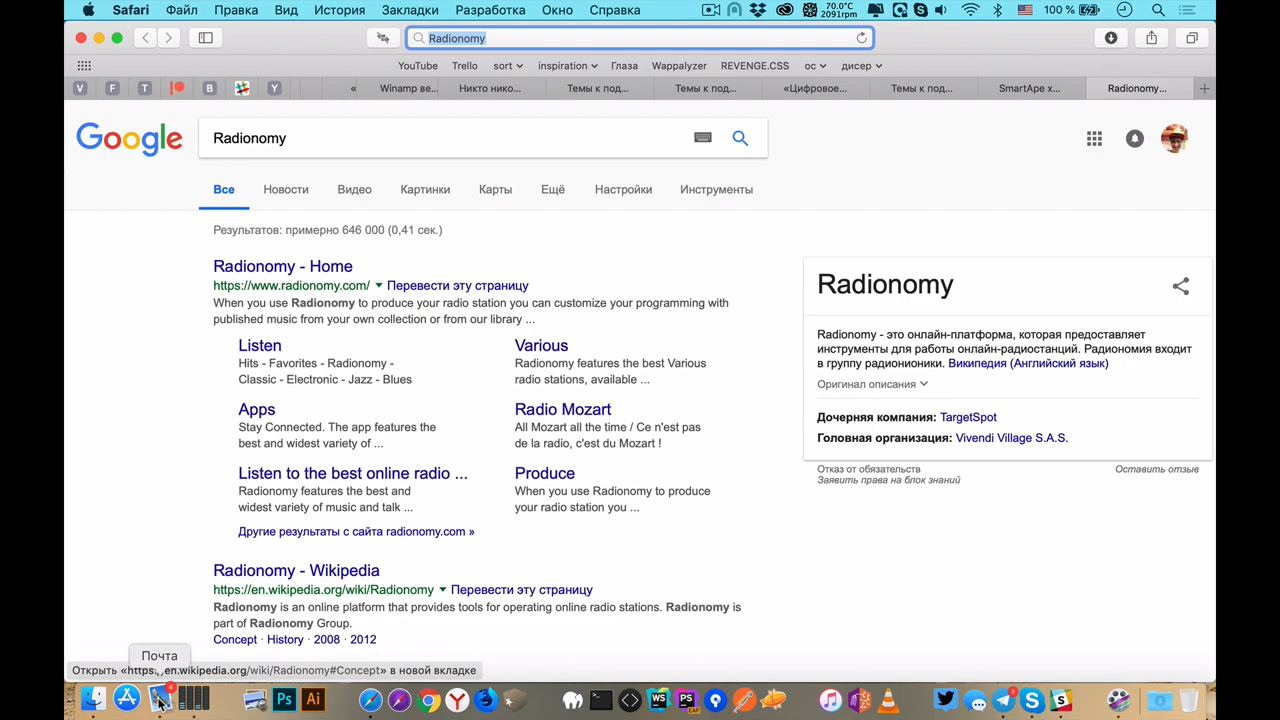 Safari Файл Правка Вид История Закладки Разработка Окно Справка 70.0°C 2091rpm 100 %
Radionomy
YouTube Trello sort inspiration Глаза Wappalyzer REVENGE.CSS ос дисер
V F T B Y « Winamp ве... Никто нико... Темы к под... Темы к под... «Цифровое... Темы к под... SmartApe х... Radionomy...
Google Radionomy
Все Новости Видео Картинки Карты Ещё Настройки Инструменты
Результатов: примерно 646 000 (0,41 сек.)
Radionomy - Home
https://www.radionomy.com/ Перевести эту страницу
When you use Radionomy to produce your radio station you can customize your programming with
published music from your own collection or from our library ...
Listen
Hits - Favorites - Radionomy -
Classic - Electronic - Jazz - Blues
Various
Radionomy features the best Various
radio stations, available ...
Apps
Stay Connected. The app features the
best and widest variety of ...
Radio Mozart
All Mozart all the time / Ce n'est pas
de la radio, c'est du Mozart !
Listen to the best online radio ...
Radionomy features the best and
widest variety of music and talk ...
Produce
When you use Radionomy to produce
your radio station you ...
Другие результаты с сайта radionomy.com »
Radionomy - Wikipedia
https://en.wikipedia.org/wiki/Radionomy Перевести эту страницу
Radionomy is an online platform that provides tools for operating online radio stations. Radionomy is
part of Radionomy Group.
Concept · History · 2008 · 2012
Radionomy
Radionomy - это онлайн-платформа, которая предоставляет
инструменты для работы онлайн-радиостанций. Радиономия входит
в группу радионионики. Википедия (Английский язык)
Оригинал описания
Дочерняя компания: TargetSpot
Головная организация: Vivendi Village S.A.S.
Отказ от обязательств Оставить отзыв
Заявить права на блок знаний
Почта
Открыть «https://en.wikipedia.org/wiki/Radionomy#Concept» в новой вкладке
4 Ps Ai WS PS EAP 3